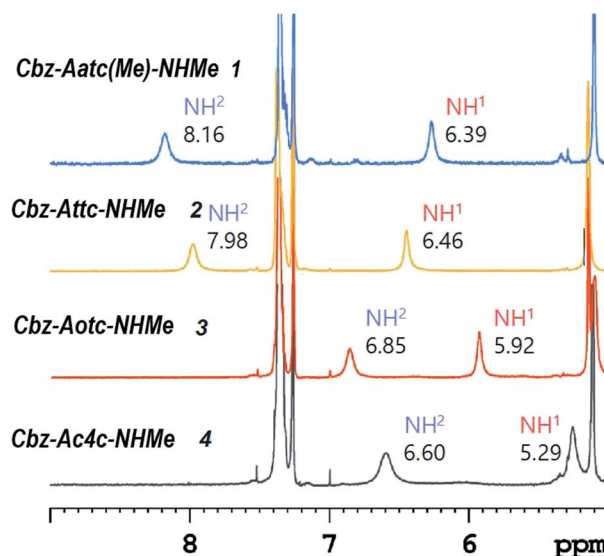 Cbz-Aatc(Me)-NHMe 1
NH² NH¹
8.16 6.39
Cbz-Attc-NHMe 2 NH² NH¹
7.98 6.46
Cbz-Aotc-NHMe 3 NH² NH¹
6.85 5.92
Cbz-Ac4c-NHMe 4 NH² NH¹
6.60 5.29
8 7 6 ppm